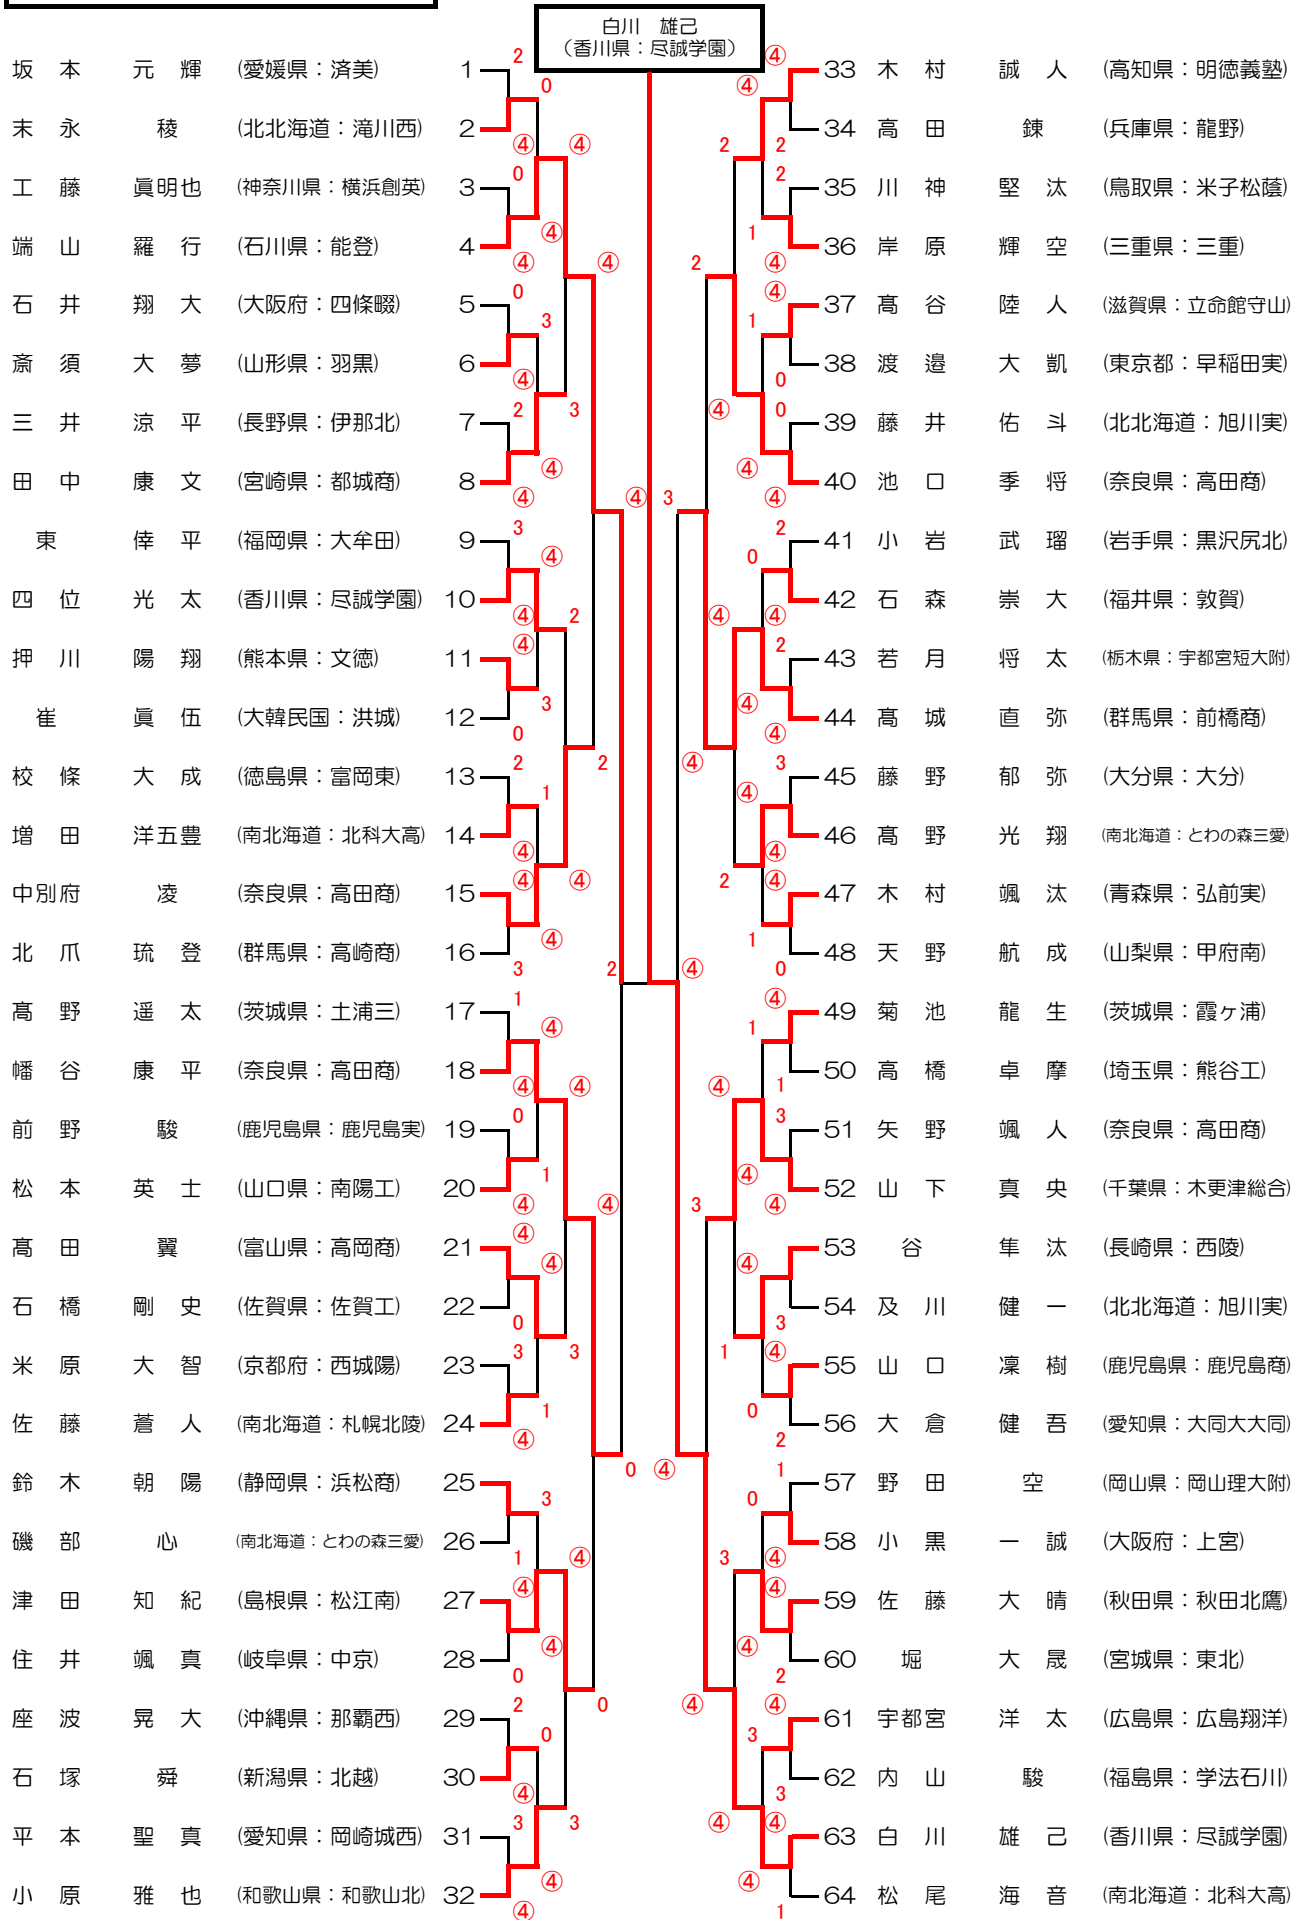 白川 雄己
(香川県：尽誠学園)
坂本 元輝 (愛媛県：済美) 1
末永 稜 (北北海道：滝川西) 2
工藤 眞明也 (神奈川県：横浜創英) 3
端山 羅行 (石川県：能登) 4
石井 翔大 (大阪府：四條畷) 5
斎須 大夢 (山形県：羽黒) 6
三井 涼平 (長野県：伊那北) 7
田中 康文 (宮崎県：都城商) 8
東 倖平 (福岡県：大牟田) 9
四位 光太 (香川県：尽誠学園) 10
押川 陽翔 (熊本県：文徳) 11
崔 眞伍 (大韓民国：洪城) 12
校條 大成 (徳島県：富岡東) 13
増田 洋五豊 (南北海道：北科大高) 14
中別府 凌 (奈良県：高田商) 15
北爪 琉登 (群馬県：高崎商) 16
髙野 遥太 (茨城県：土浦三) 17
幡谷 康平 (奈良県：高田商) 18
前野 駿 (鹿児島県：鹿児島実) 19
松本 英士 (山口県：南陽工) 20
髙田 翼 (富山県：高岡商) 21
石橋 剛史 (佐賀県：佐賀工) 22
米原 大智 (京都府：西城陽) 23
佐藤 蒼人 (南北海道：札幌北陵) 24
鈴木 朝陽 (静岡県：浜松商) 25
磯部 心 (南北海道：とわの森三愛) 26
津田 知紀 (島根県：松江南) 27
住井 颯真 (岐阜県：中京) 28
座波 晃大 (沖縄県：那覇西) 29
石塚 舜 (新潟県：北越) 30
平本 聖真 (愛知県：岡崎城西) 31
小原 雅也 (和歌山県：和歌山北) 32
33 木村 誠人 (高知県：明徳義塾)
34 高田 錬 (兵庫県：龍野)
35 川神 堅汰 (鳥取県：米子松蔭)
36 岸原 輝空 (三重県：三重)
37 髙谷 陸人 (滋賀県：立命館守山)
38 渡邉 大凱 (東京都：早稲田実)
39 藤井 佑斗 (北北海道：旭川実)
40 池口 季将 (奈良県：高田商)
41 小岩 武瑠 (岩手県：黒沢尻北)
42 石森 崇大 (福井県：敦賀)
43 若月 将太 (栃木県：宇都宮短大附)
44 髙城 直弥 (群馬県：前橋商)
45 藤野 郁弥 (大分県：大分)
46 髙野 光翔 (南北海道：とわの森三愛)
47 木村 颯汰 (青森県：弘前実)
48 天野 航成 (山梨県：甲府南)
49 菊池 龍生 (茨城県：霞ヶ浦)
50 高橋 卓摩 (埼玉県：熊谷工)
51 矢野 颯人 (奈良県：高田商)
52 山下 真央 (千葉県：木更津総合)
53 谷 隼汰 (長崎県：西陵)
54 及川 健一 (北北海道：旭川実)
55 山口 凜樹 (鹿児島県：鹿児島商)
56 大倉 健吾 (愛知県：大同大大同)
57 野田 空 (岡山県：岡山理大附)
58 小黒 一誠 (大阪府：上宮)
59 佐藤 大晴 (秋田県：秋田北鷹)
60 堀 大晟 (宮城県：東北)
61 宇都宮 洋太 (広島県：広島翔洋)
62 内山 駿 (福島県：学法石川)
63 白川 雄己 (香川県：尽誠学園)
64 松尾 海音 (南北海道：北科大高)